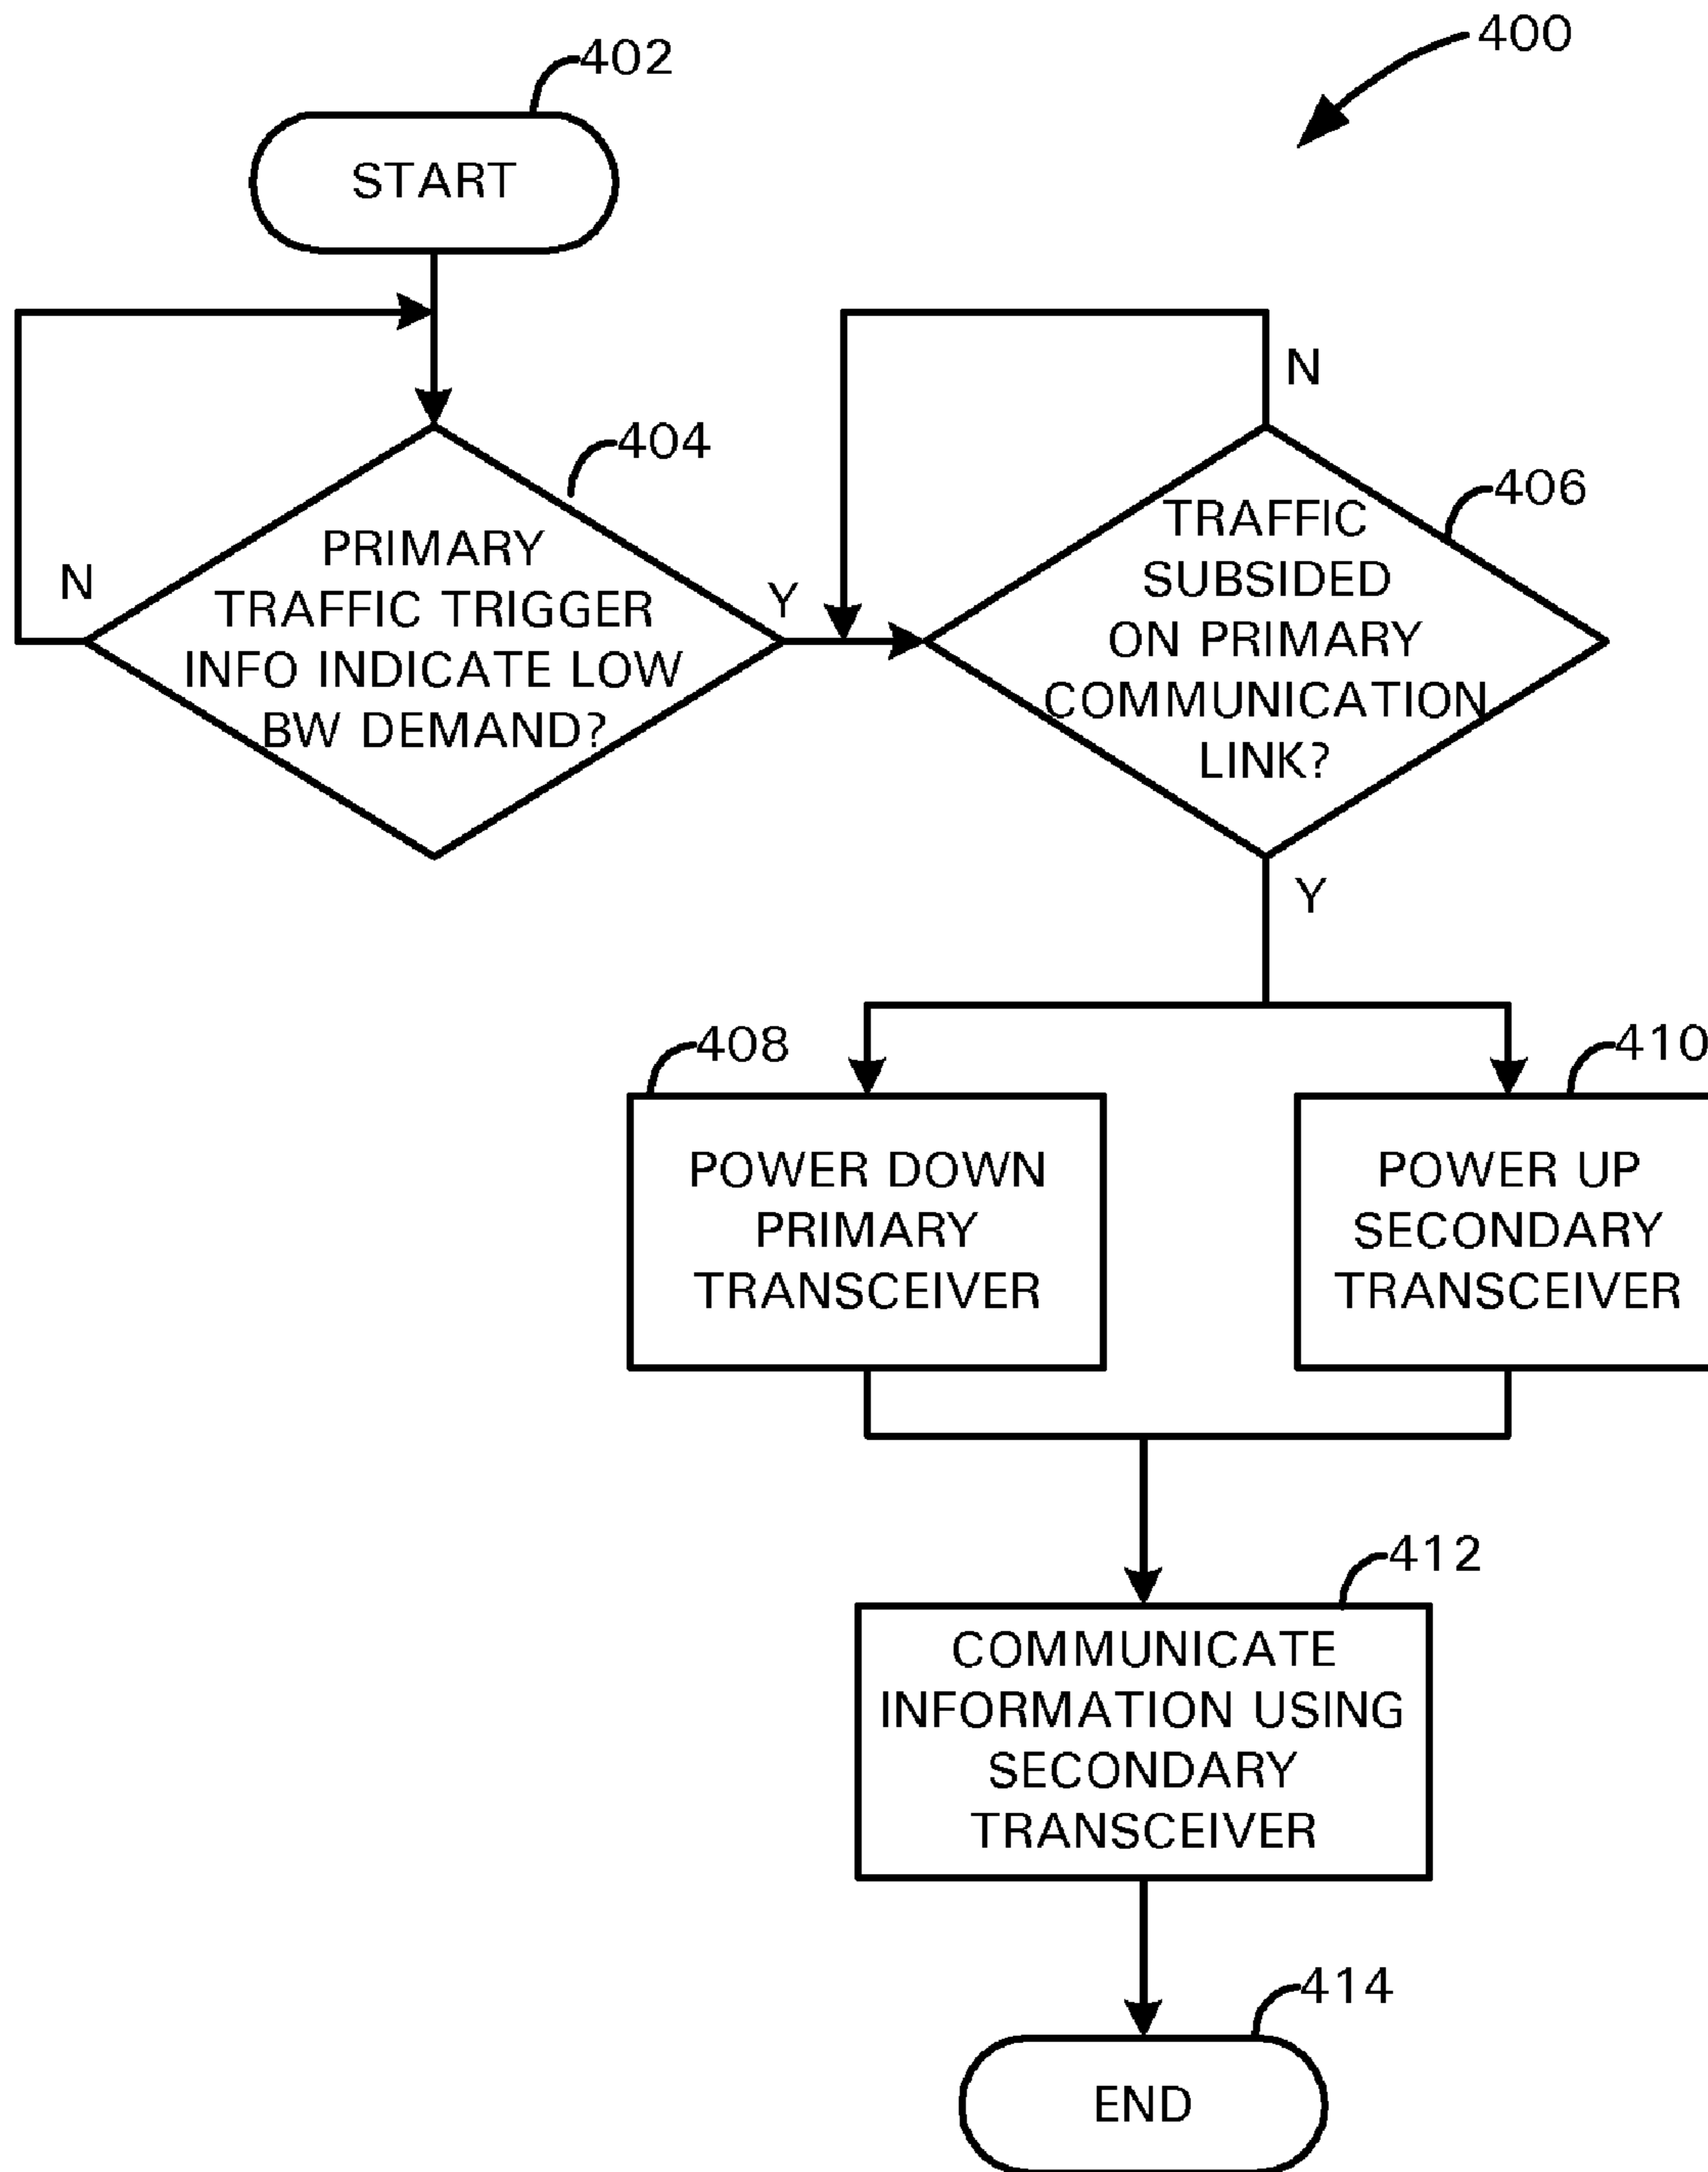 400
402
START
404
PRIMARY
TRAFFIC TRIGGER
INFO INDICATE LOW
BW DEMAND?
N
Y
N
406
TRAFFIC
SUBSIDED
ON PRIMARY
COMMUNICATION
LINK?
Y
408
POWER DOWN
PRIMARY
TRANSCEIVER
410
POWER UP
SECONDARY
TRANSCEIVER
412
COMMUNICATE
INFORMATION USING
SECONDARY
TRANSCEIVER
414
END